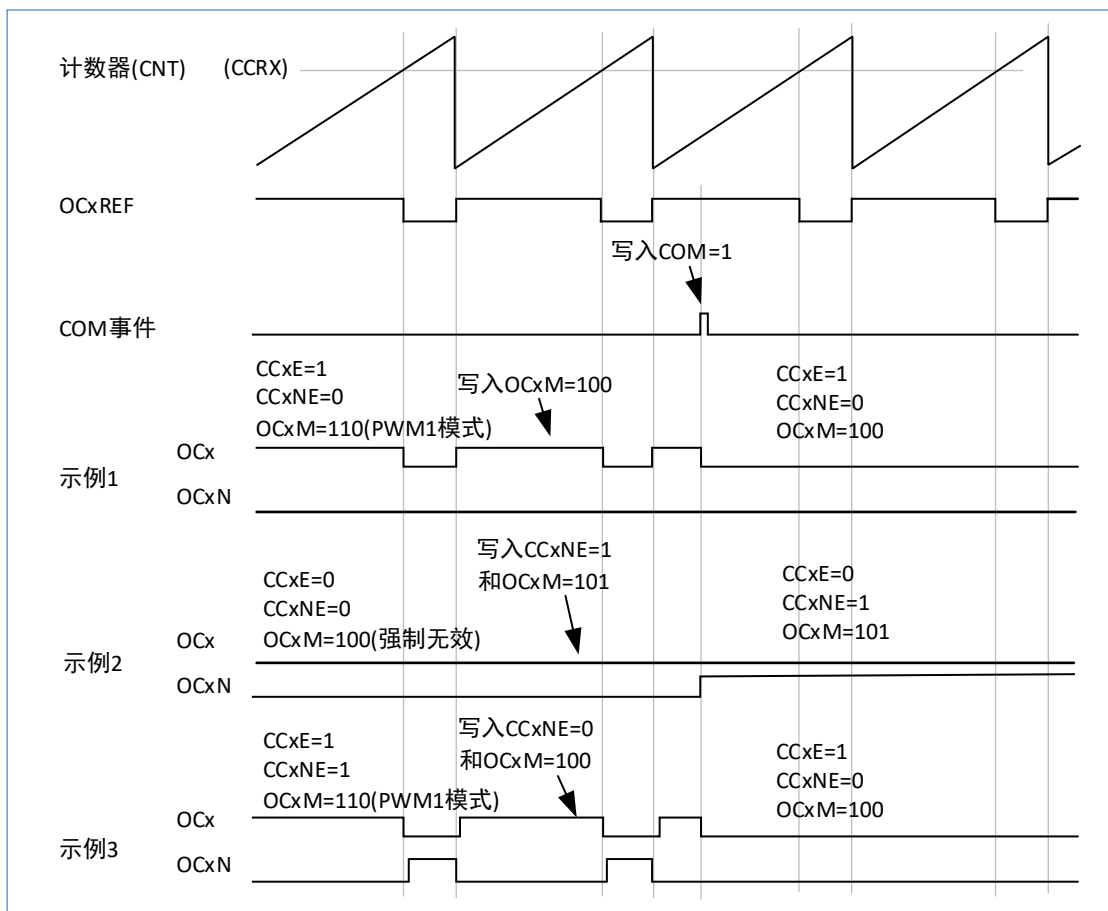 计数器(CNT) (CCRX)
OCxREF
写入COM=1
COM事件
CCxE=1
CCxNE=0
OCxM=110(PWM1模式)
写入OCxM=100
CCxE=1
CCxNE=0
OCxM=100
示例1
OCx
OCxN
CCxE=0
CCxNE=0
OCxM=100(强制无效)
写入CCxNE=1
和OCxM=101
CCxE=0
CCxNE=1
OCxM=101
示例2
OCx
OCxN
CCxE=1
CCxNE=1
OCxM=110(PWM1模式)
写入CCxNE=0
和OCxM=100
CCxE=1
CCxNE=0
OCxM=100
示例3
OCx
OCxN